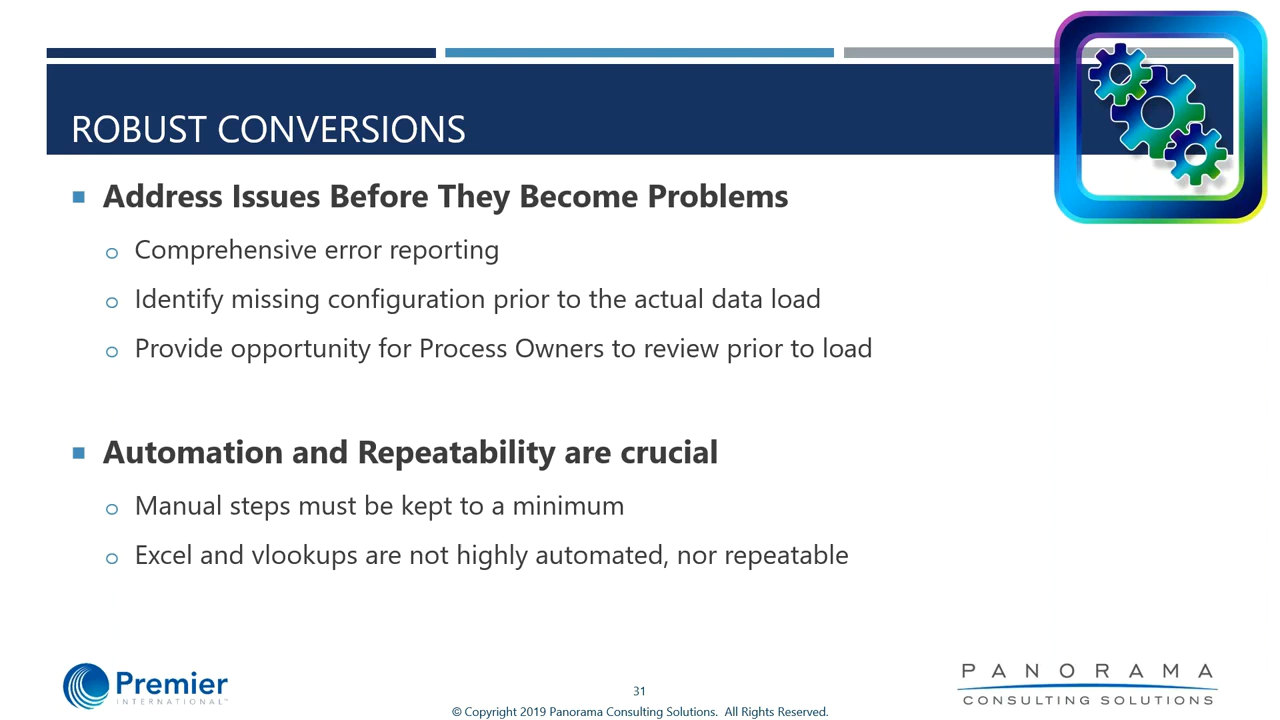 ROBUST CONVERSIONS
Address Issues Before They Become Problems
Comprehensive error reporting
Identify missing configuration prior to the actual data load
Provide opportunity for Process Owners to review prior to load
Automation and Repeatability are crucial
Manual steps must be kept to a minimum
Excel and vlookups are not highly automated, nor repeatable
Premier
INTERNATIONAL™
31
© Copyright 2019 Panorama Consulting Solutions. All Rights Reserved.
PANORAMA
CONSULTING SOLUTIONS